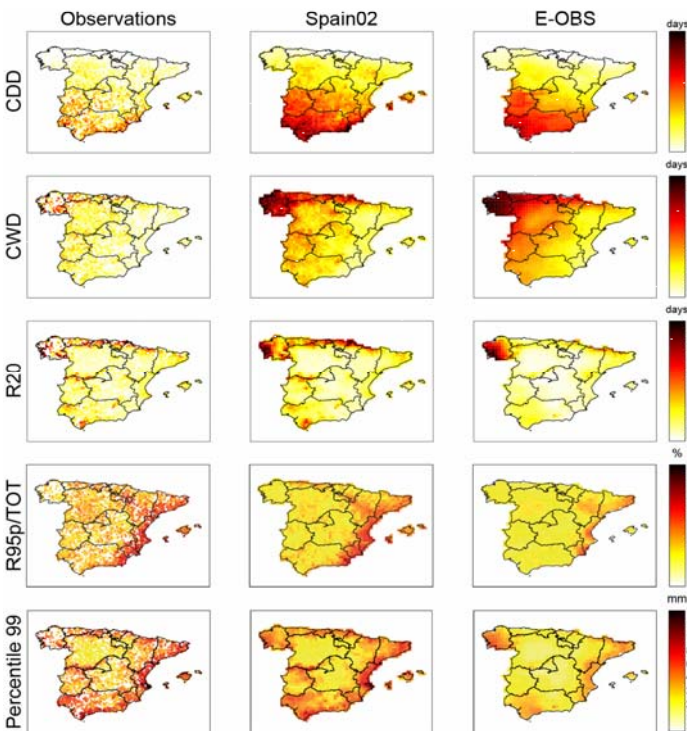 Observations Spain02 E-OBS
days
CDD
days
CWD
days
R20
%
R95p/TOT
mm
Percentile 99